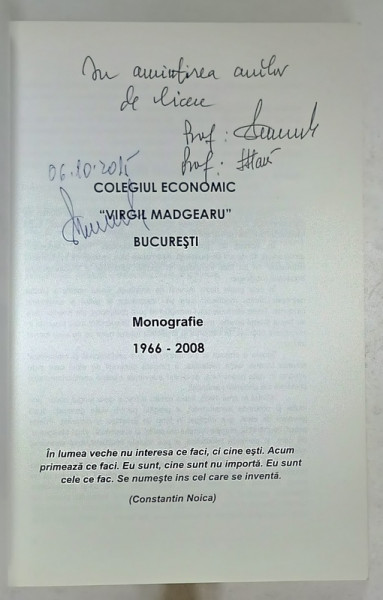 În amintirea anilor
de liceu
Prof:
Prof:
06.10.2015
COLEGIUL ECONOMIC
"VIRGIL MADGEARU"
BUCUREŞTI
Monografie
1966 - 2008
În lumea veche nu interesa ce faci, ci cine eşti. Acum
primează ce faci. Eu sunt, cine sunt nu importă. Eu sunt
cele ce fac. Se numeşte ins cel care se inventă.
(Constantin Noica)